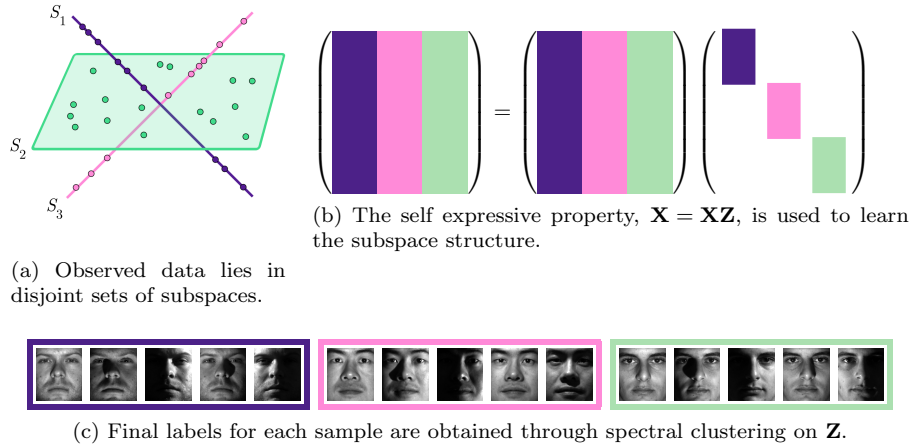 S1
S2
S3
=
(b) The self expressive property, X = XZ, is used to learn
the subspace structure.
(a) Observed data lies in
disjoint sets of subspaces.
(c) Final labels for each sample are obtained through spectral clustering on Z.